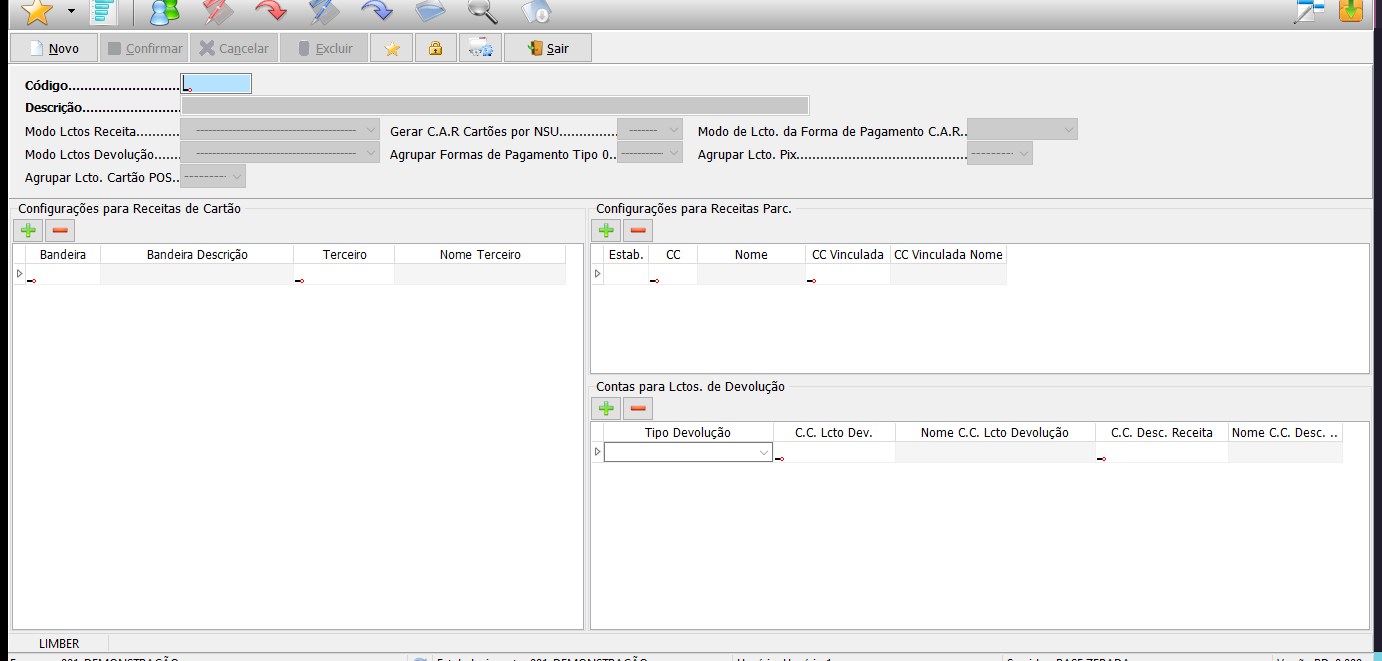 Novo Confirmar Cancelar Excluir Sair
Código...........................
Descrição........................
Modo Lctos Receita........... Gerar C.A.R Cartões por NSU.............. Modo de Lcto. da Forma de Pagamento C.A.R..
Modo Lctos Devolução....... Agrupar Formas de Pagamento Tipo 0.. Agrupar Lcto. Pix..........................................
Agrupar Lcto. Cartão POS..
Configurações para Receitas de Cartão
Bandeira Bandeira Descrição Terceiro Nome Terceiro
Configurações para Receitas Parc.
Estab. CC Nome CC Vinculada CC Vinculada Nome
Contas para Lctos. de Devolução
Tipo Devolução C.C. Lcto Dev. Nome C.C. Lcto Devolução C.C. Desc. Receita Nome C.C. Desc. ..
LIMBER